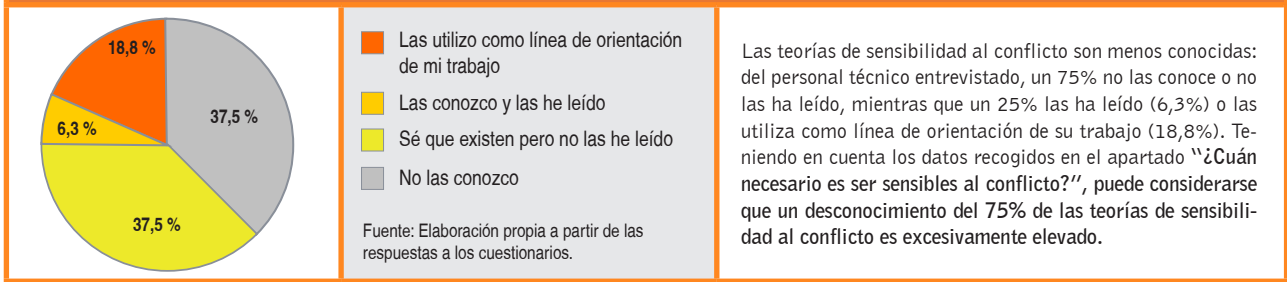 18,8 %
6,3 %
37,5 %
37,5 %
Las utilizo como línea de orientación
de mi trabajo
Las conozco y las he leído
Sé que existen pero no las he leído
No las conozco
Fuente: Elaboración propia a partir de las
respuestas a los cuestionarios.
Las teorías de sensibilidad al conflicto son menos conocidas:
del personal técnico entrevistado, un 75% no las conoce o no
las ha leído, mientras que un 25% las ha leído (6,3%) o las
utiliza como línea de orientación de su trabajo (18,8%). Te-
niendo en cuenta los datos recogidos en el apartado “¿Cuán
necesario es ser sensibles al conflicto?”, puede considerarse
que un desconocimiento del 75% de las teorías de sensibili-
dad al conflicto es excesivamente elevado.